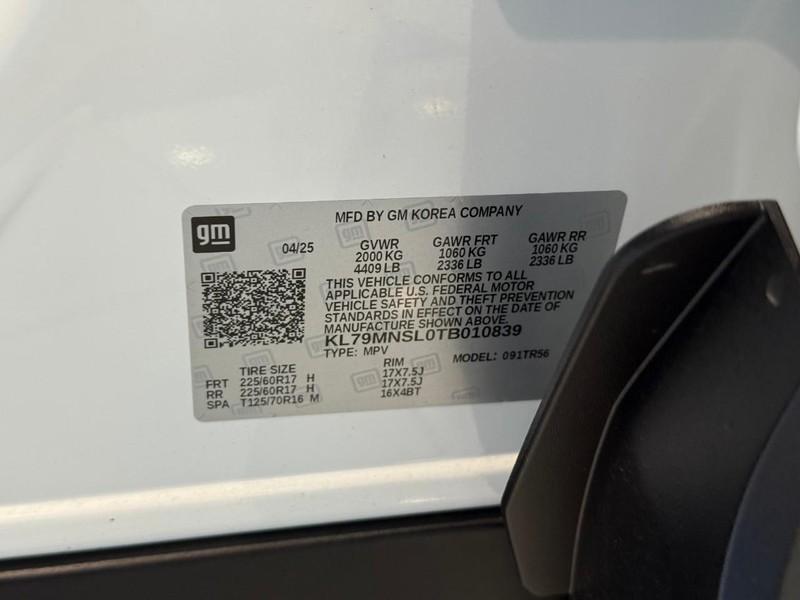 MFD BY GM KOREA COMPANY
gm
04/25 GVWR GAWR FRT GAWR RR
2000 KG 1060 KG 1060 KG
4409 LB 2336 LB 2336 LB
THIS VEHICLE CONFORMS TO ALL
APPLICABLE U.S. FEDERAL MOTOR
VEHICLE SAFETY AND THEFT PREVENTION
STANDARDS IN EFFECT ON THE DATE OF
MANUFACTURE SHOWN ABOVE.
KL79MNSL0TB010839
TYPE: MPV MODEL: 091TR56
TIRE SIZE RIM
FRT 225/60R17 H 17X7.5J
RR 225/60R17 H 17X7.5J
SPA T125/70R16 M 16X4BT